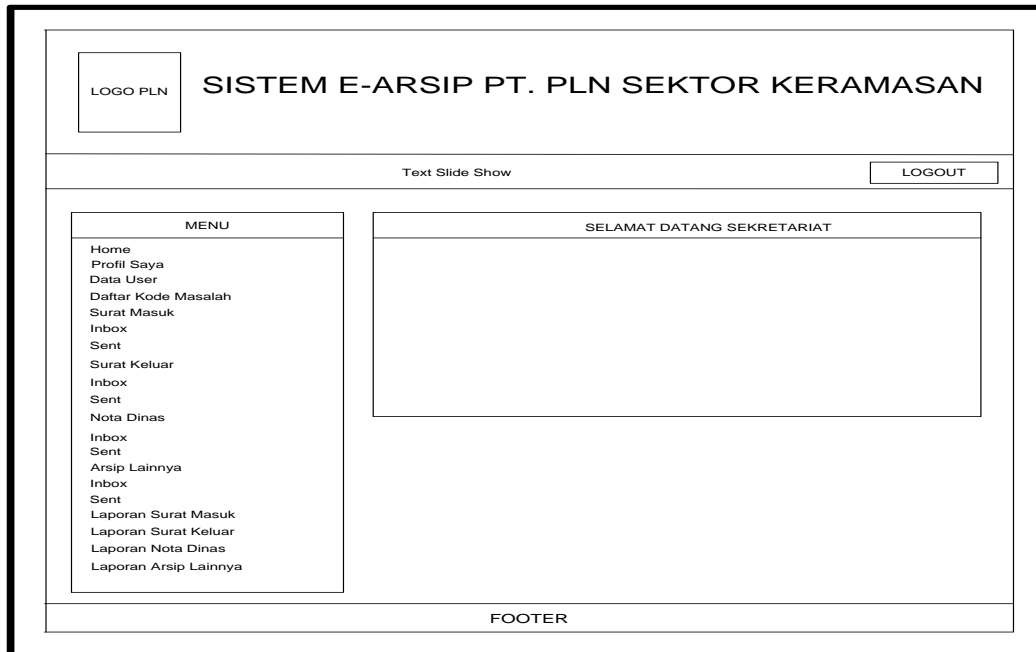 LOGO PLN
SISTEM E-ARSIP PT. PLN SEKTOR KERAMASAN
Text Slide Show
LOGOUT
MENU
Home
Profil Saya
Data User
Daftar Kode Masalah
Surat Masuk
Inbox
Sent
Surat Keluar
Inbox
Sent
Nota Dinas
Inbox
Sent
Arsip Lainnya
Inbox
Sent
Laporan Surat Masuk
Laporan Surat Keluar
Laporan Nota Dinas
Laporan Arsip Lainnya
SELAMAT DATANG SEKRETARIAT
FOOTER